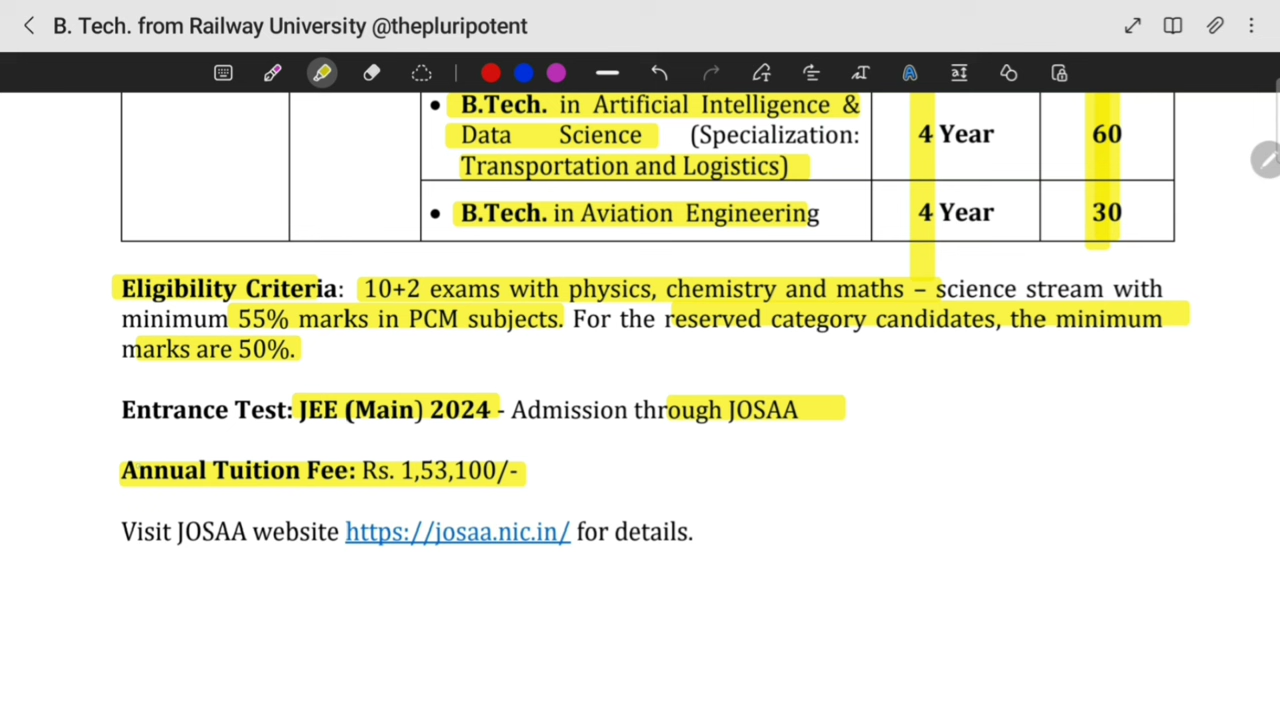 B. Tech. from Railway University @thepluripotent
• B.Tech. in Artificial Intelligence &
Data Science (Specialization:
Transportation and Logistics)
4 Year
60
• B.Tech. in Aviation Engineering
4 Year
30
Eligibility Criteria: 10+2 exams with physics, chemistry and maths – science stream with
minimum 55% marks in PCM subjects. For the reserved category candidates, the minimum
marks are 50%.
Entrance Test: JEE (Main) 2024 - Admission through JOSAA
Annual Tuition Fee: Rs. 1,53,100/-
Visit JOSAA website https://josaa.nic.in/ for details.